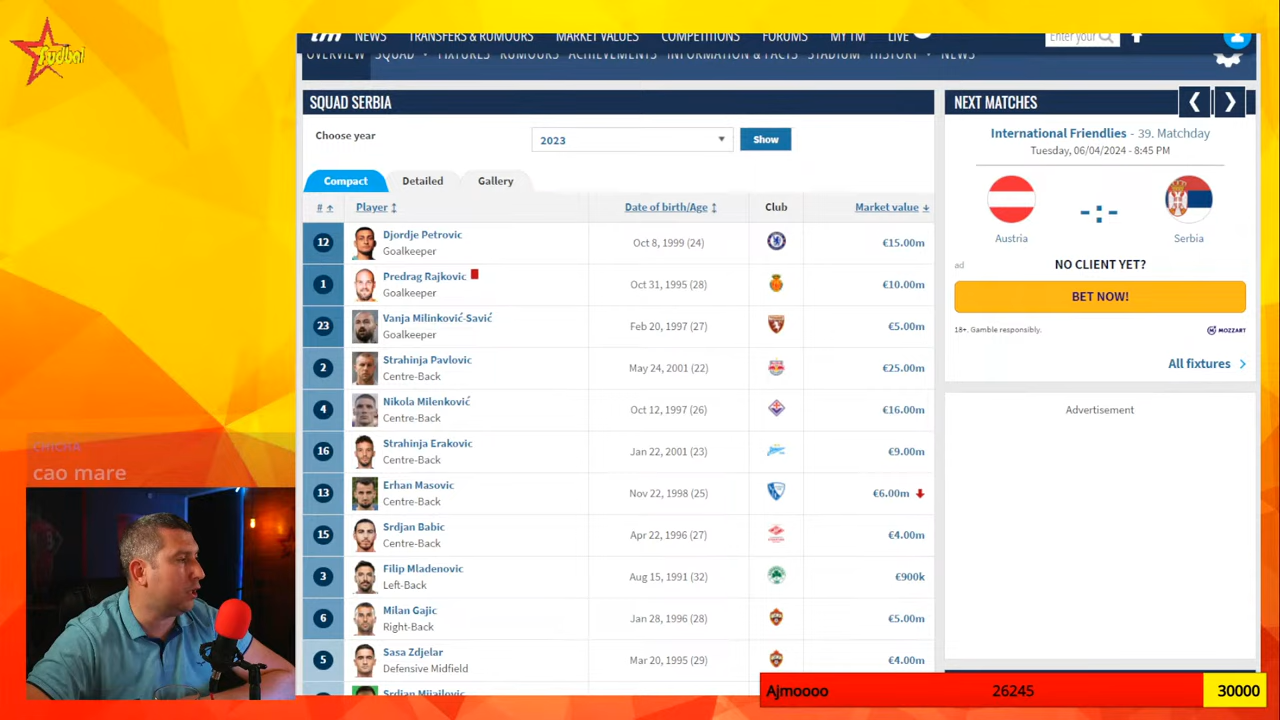 fudbal
tm NEWS TRANSFERS & RUMOURS MARKET VALUES COMPETITIONS FORUMS MY TM LIVE Enter your
OVERVIEW SQUAD FIXTURES RUMOURS ACHIEVEMENTS INFORMATION & FACTS STADIUM HISTORY NEWS
SQUAD SERBIA
Choose year 2023 Show
Compact Detailed Gallery
# Player Date of birth/Age Club Market value
12 Djordje Petrovic Oct 8, 1999 (24) €15.00m
Goalkeeper
1 Predrag Rajkovic Oct 31, 1995 (28) €10.00m
Goalkeeper
23 Vanja Milinković-Savić Feb 20, 1997 (27) €5.00m
Goalkeeper
2 Strahinja Pavlovic May 24, 2001 (22) €25.00m
Centre-Back
4 Nikola Milenković Oct 12, 1997 (26) €16.00m
Centre-Back
16 Strahinja Erakovic Jan 22, 2001 (23) €9.00m
Centre-Back
13 Erhan Masovic Nov 22, 1998 (25) €6.00m
Centre-Back
15 Srdjan Babic Apr 22, 1996 (27) €4.00m
Centre-Back
3 Filip Mladenovic Aug 15, 1991 (32) €900k
Left-Back
6 Milan Gajic Jan 28, 1996 (28) €5.00m
Right-Back
5 Sasa Zdjelar Mar 20, 1995 (29) €4.00m
Defensive Midfield
Srdjan Mijailovic
NEXT MATCHES
International Friendlies - 39. Matchday
Tuesday, 06/04/2024 - 8:45 PM
-:-
Austria Serbia
ad NO CLIENT YET?
BET NOW!
18+. Gamble responsibly. MOZZART
All fixtures
Advertisement
cao mare
Ajmoooo 26245 30000